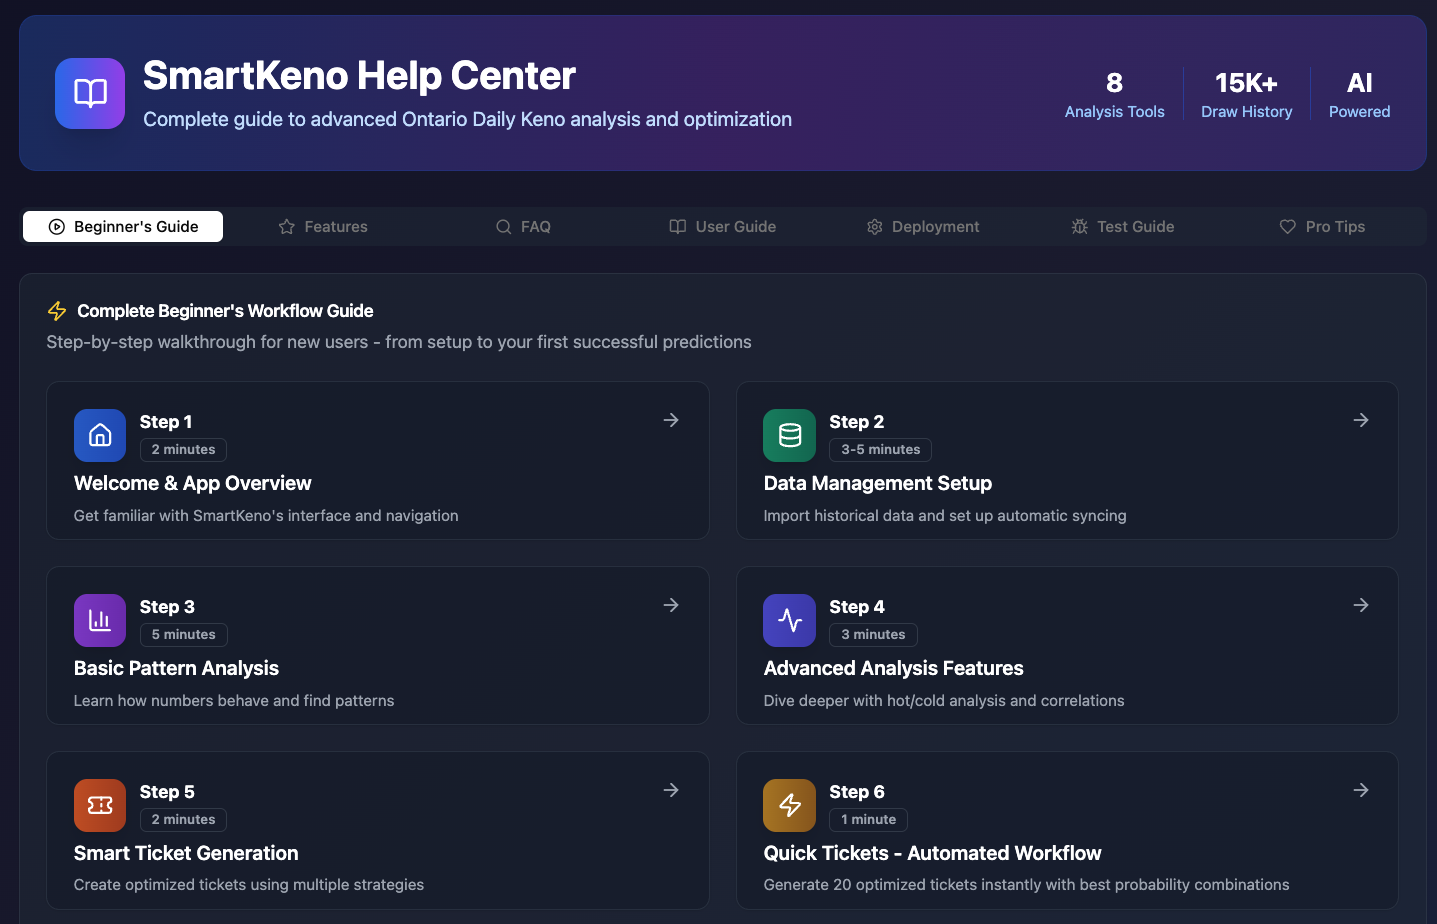 SmartKeno Help Center
Complete guide to advanced Ontario Daily Keno analysis and optimization
8
Analysis Tools
15K+
Draw History
AI
Powered
Beginner's Guide
Features
FAQ
User Guide
Deployment
Test Guide
Pro Tips
Complete Beginner's Workflow Guide
Step-by-step walkthrough for new users - from setup to your first successful predictions
Step 1
2 minutes
Welcome & App Overview
Get familiar with SmartKeno's interface and navigation
Step 2
3-5 minutes
Data Management Setup
Import historical data and set up automatic syncing
Step 3
5 minutes
Basic Pattern Analysis
Learn how numbers behave and find patterns
Step 4
3 minutes
Advanced Analysis Features
Dive deeper with hot/cold analysis and correlations
Step 5
2 minutes
Smart Ticket Generation
Create optimized tickets using multiple strategies
Step 6
1 minute
Quick Tickets - Automated Workflow
Generate 20 optimized tickets instantly with best probability combinations